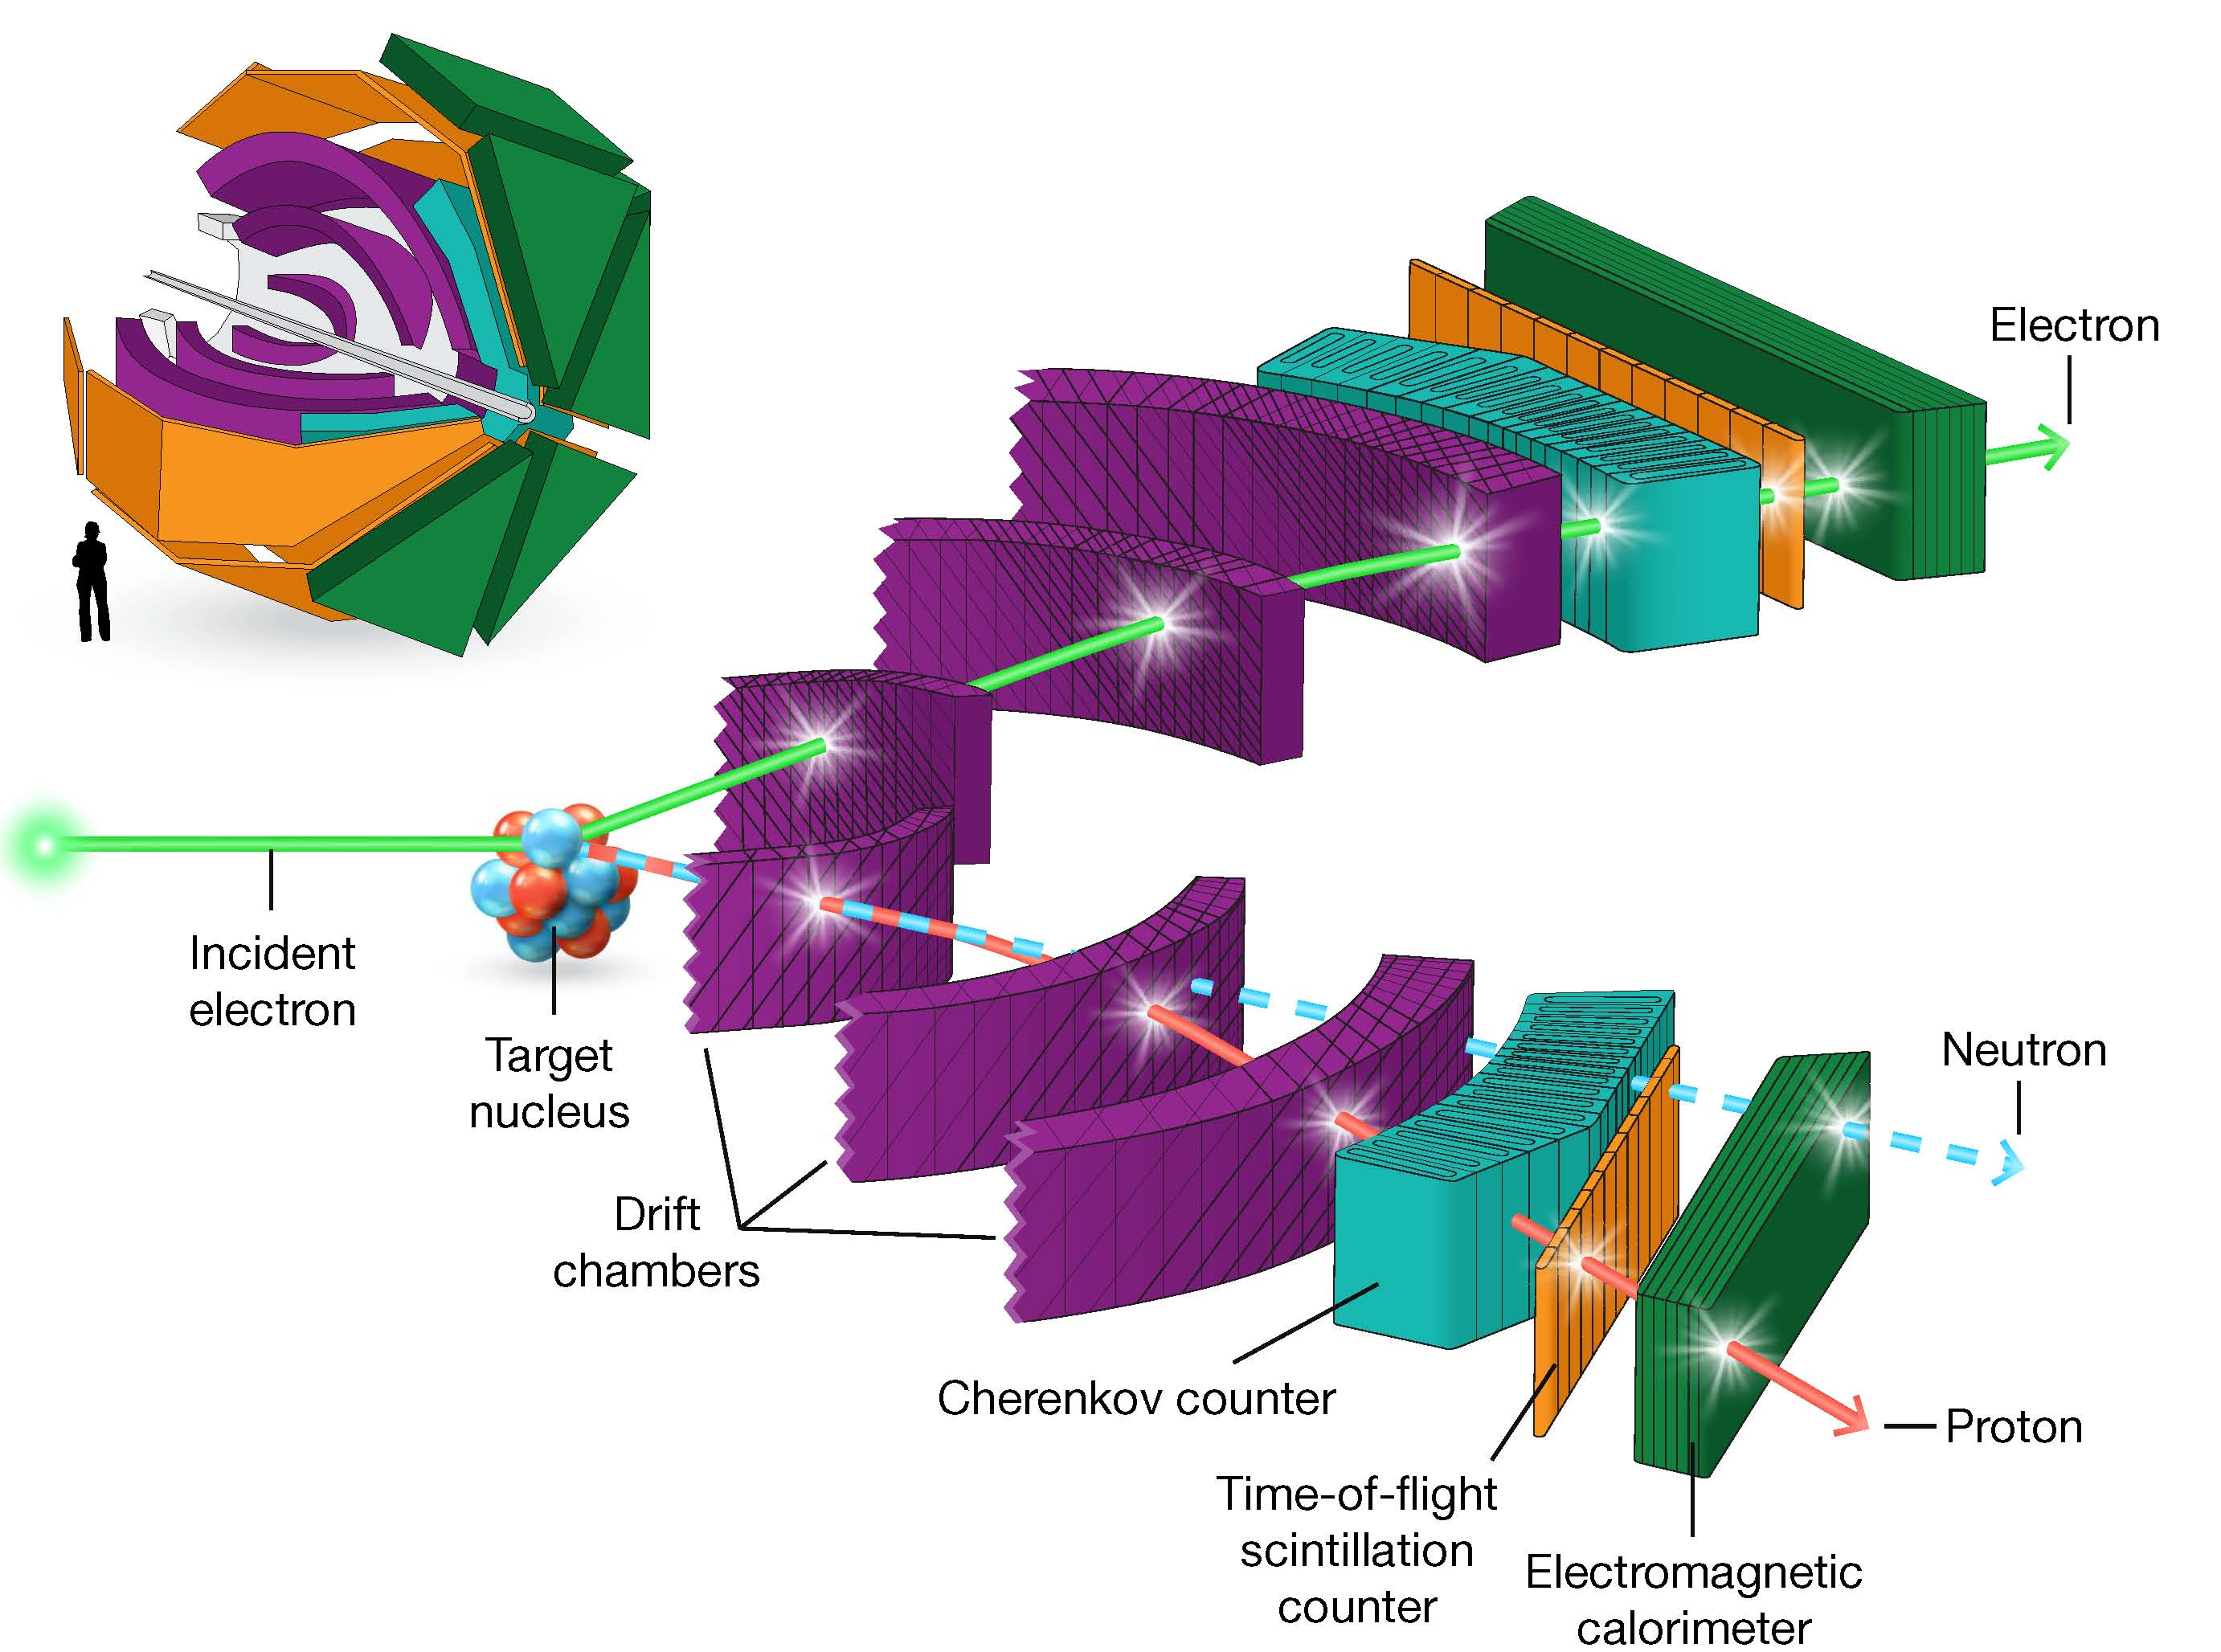 Electron
Incident
electron
Target
nucleus
Neutron
Drift
chambers
Cherenkov counter
Proton
Time-of-flight
scintillation
counter
Electromagnetic
calorimeter